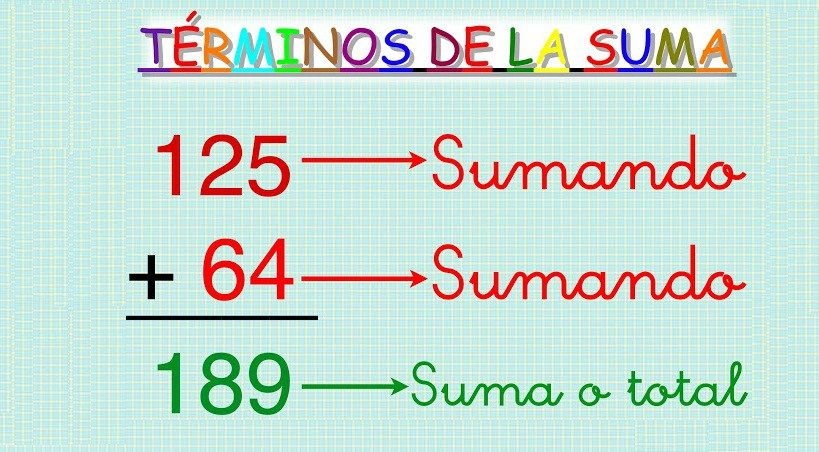 TÉRMINOS DE LA SUMA
125 Sumando
+ 64 Sumando
189 Suma o total